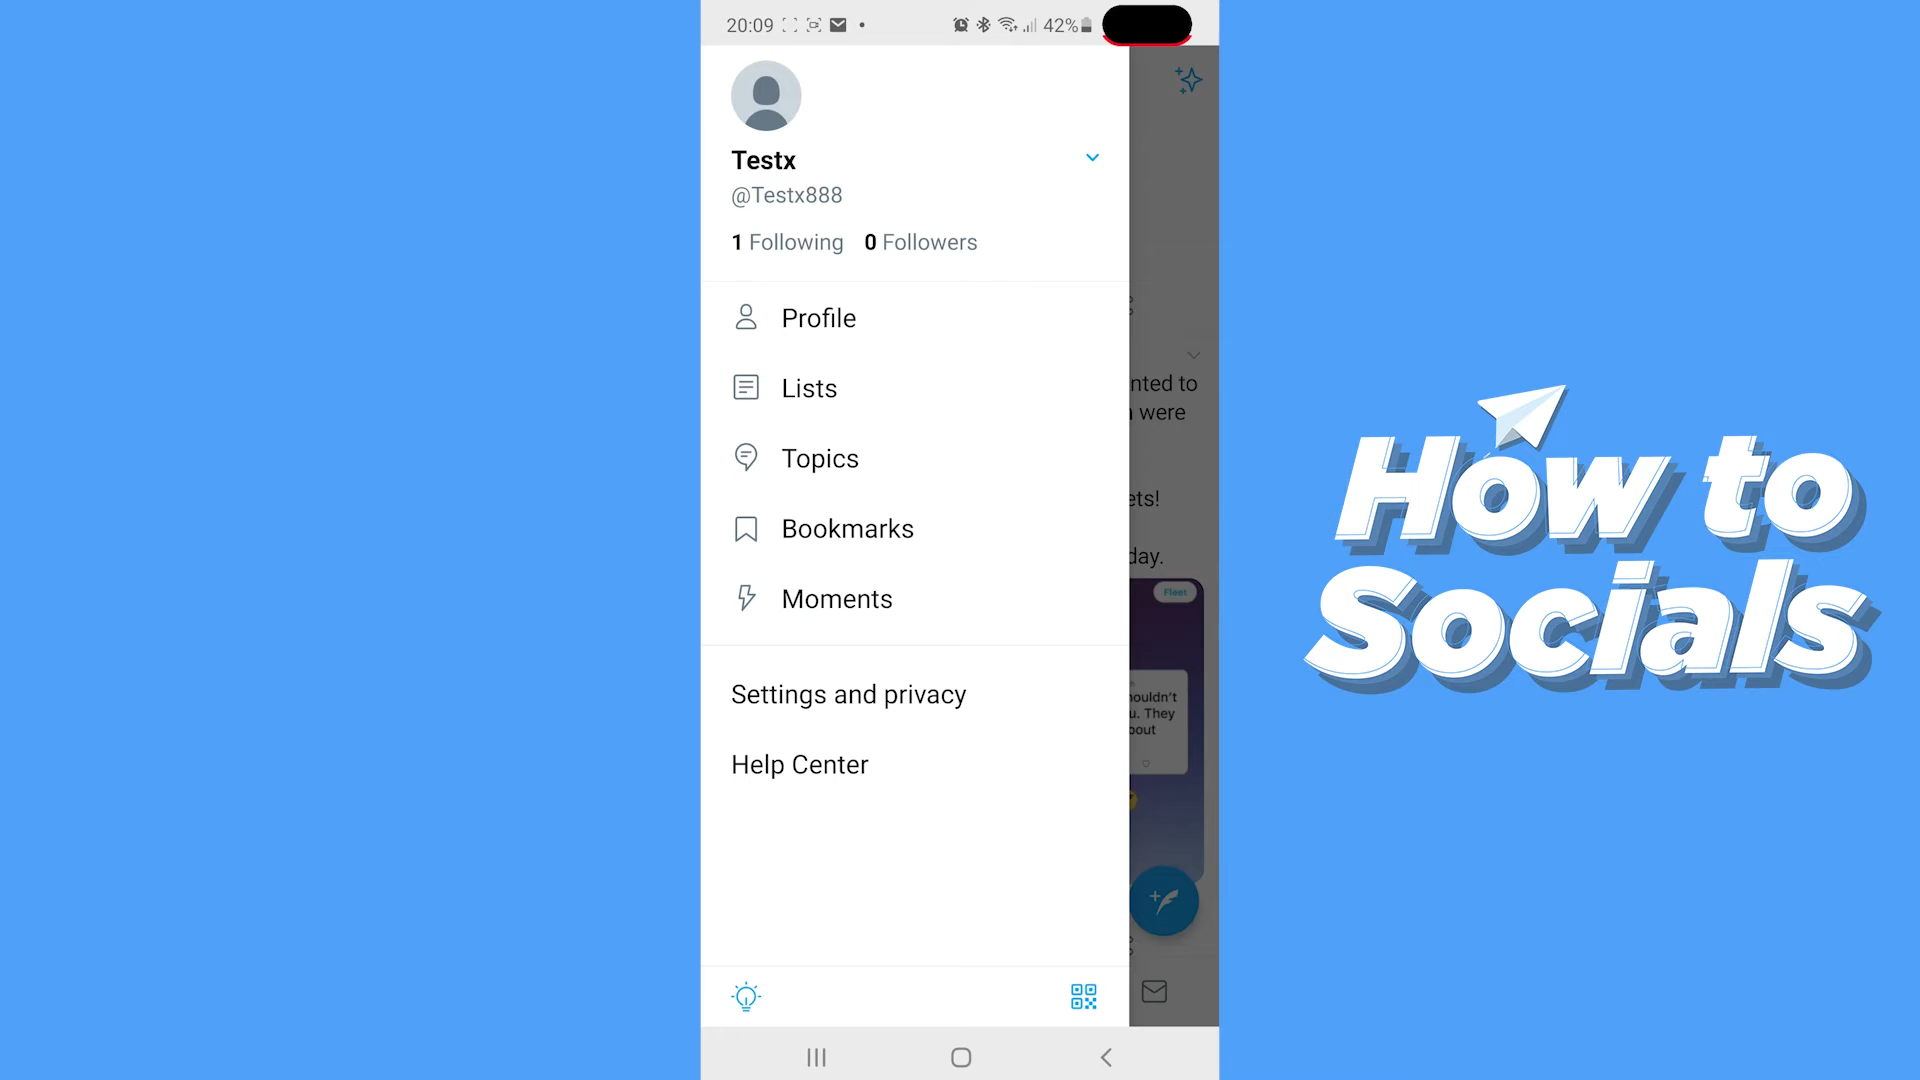 20:09
42%
Testx
@Testx888
1 Following 0 Followers
Profile
Lists
Topics
Bookmarks
Moments
Settings and privacy
Help Center
nted to
were
ets!
day.
Fleet
houldn't
u. They
bout
How to
Socials